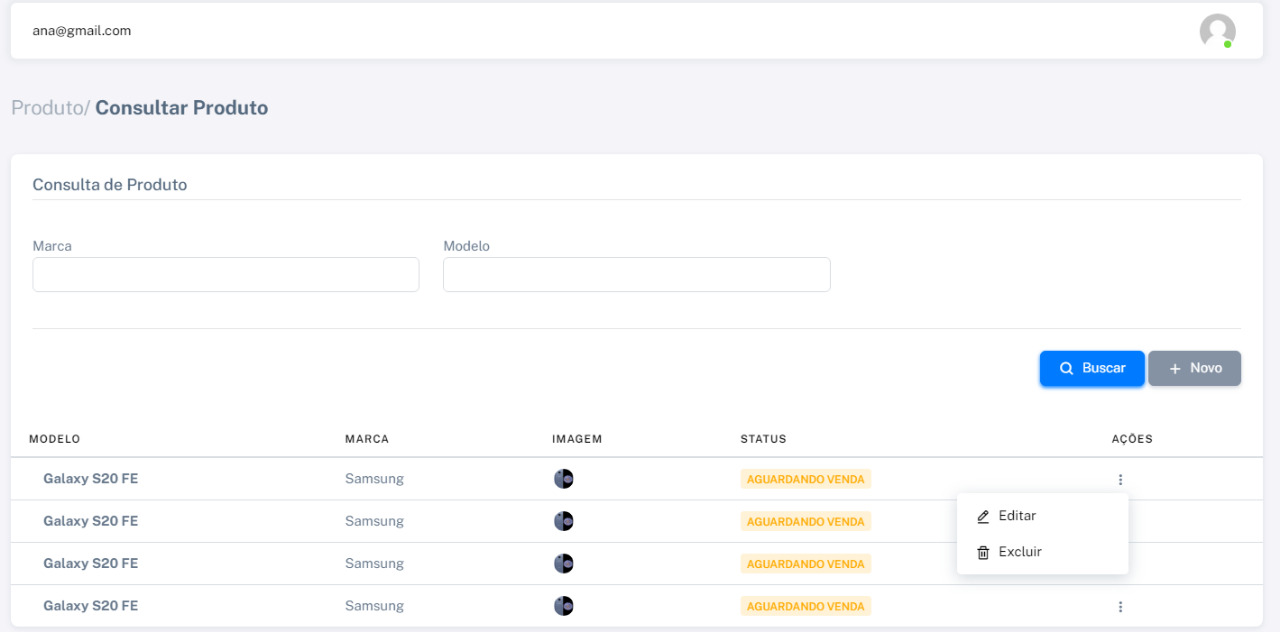 ana@gmail.com
Produto/ Consultar Produto
Consulta de Produto
Marca Modelo
Buscar + Novo
MODELO MARCA IMAGEM STATUS AÇÕES
Galaxy S20 FE Samsung AGUARDANDO VENDA
Editar
Galaxy S20 FE Samsung AGUARDANDO VENDA
Excluir
Galaxy S20 FE Samsung AGUARDANDO VENDA
Galaxy S20 FE Samsung AGUARDANDO VENDA